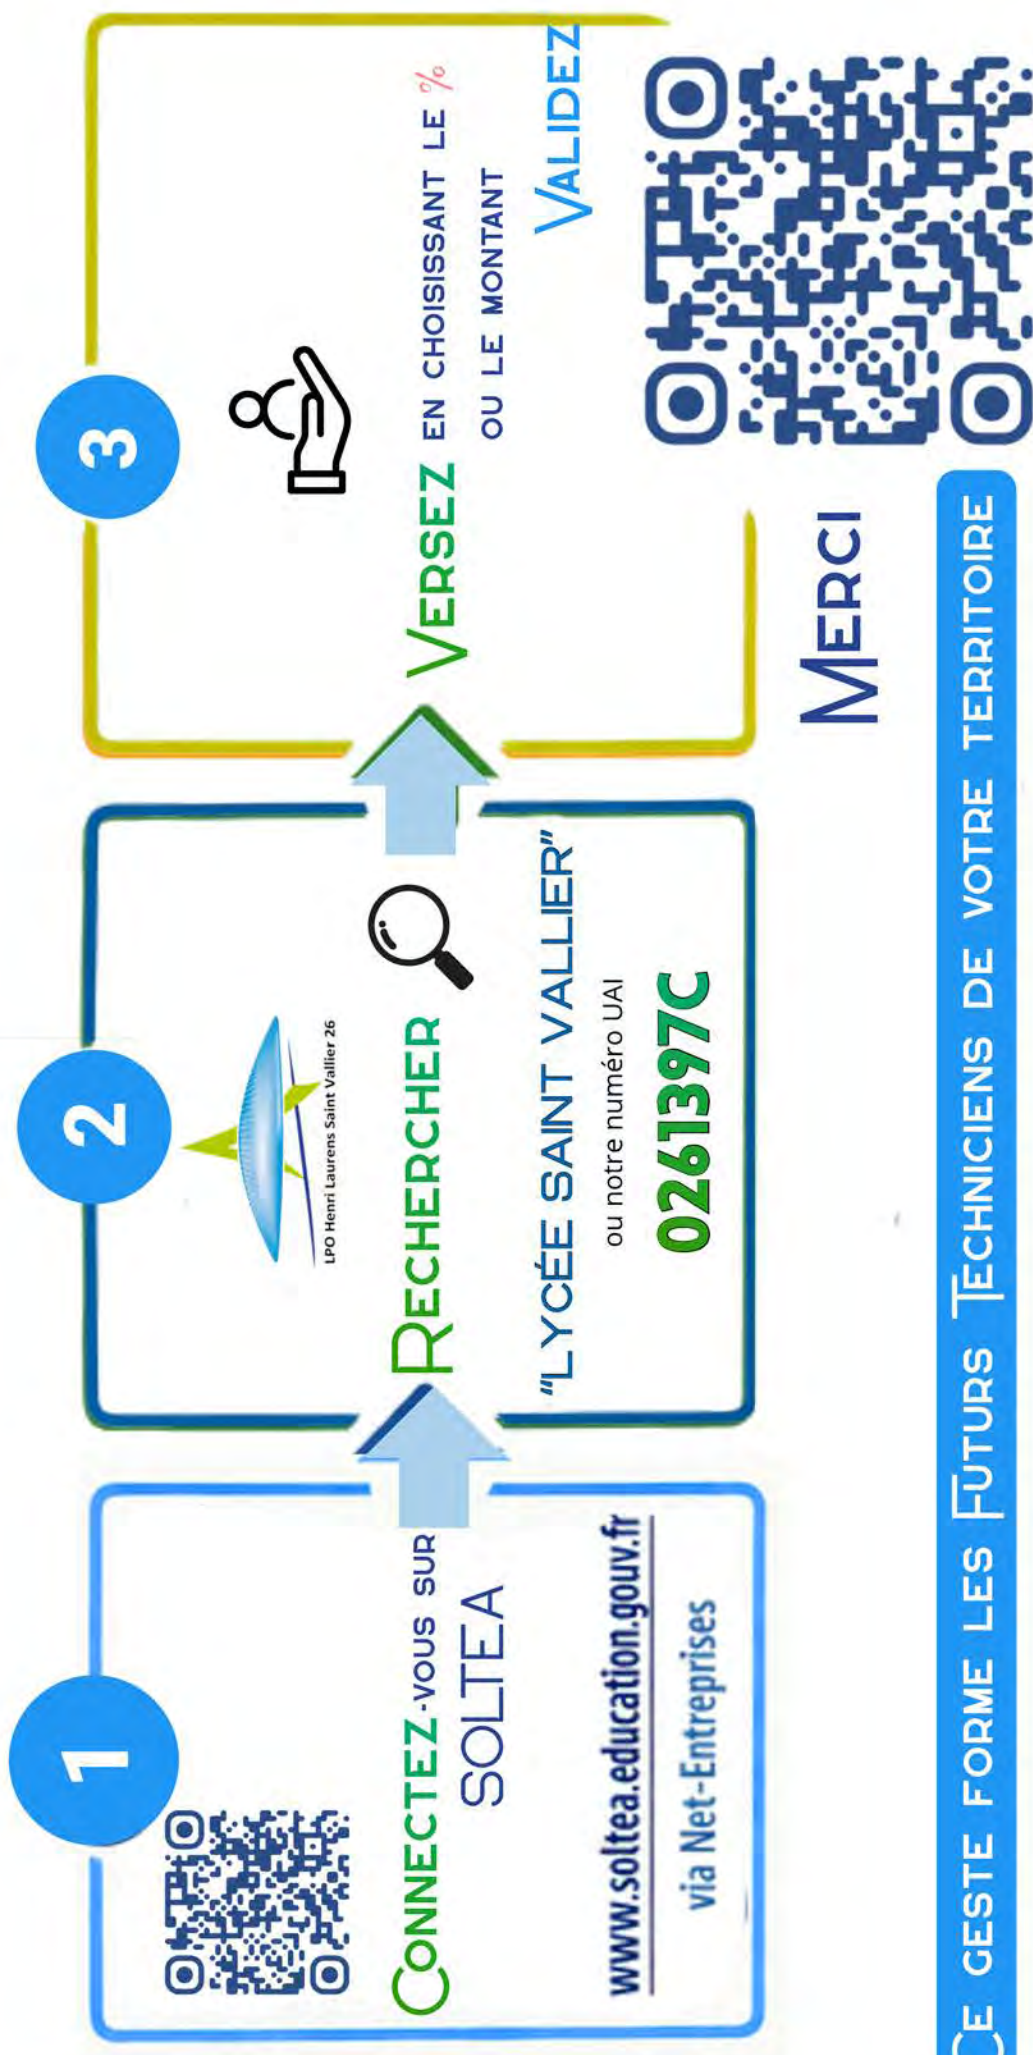 1
CONNECTEZ-VOUS SUR
SOLTEA
www.soltea.education.gouv.fr
via Net-Entreprises
2
LPO Henri Laurens Saint Vallier 26
RECHERCHER
"LYCÉE SAINT VALLIER"
ou notre numéro UAI
0261397C
3
VERSEZ EN CHOISISSANT LE %
OU LE MONTANT
VALIDEZ
MERCI
CE GESTE FORME LES FUTURS TECHNICIENS DE VOTRE TERRITOIRE